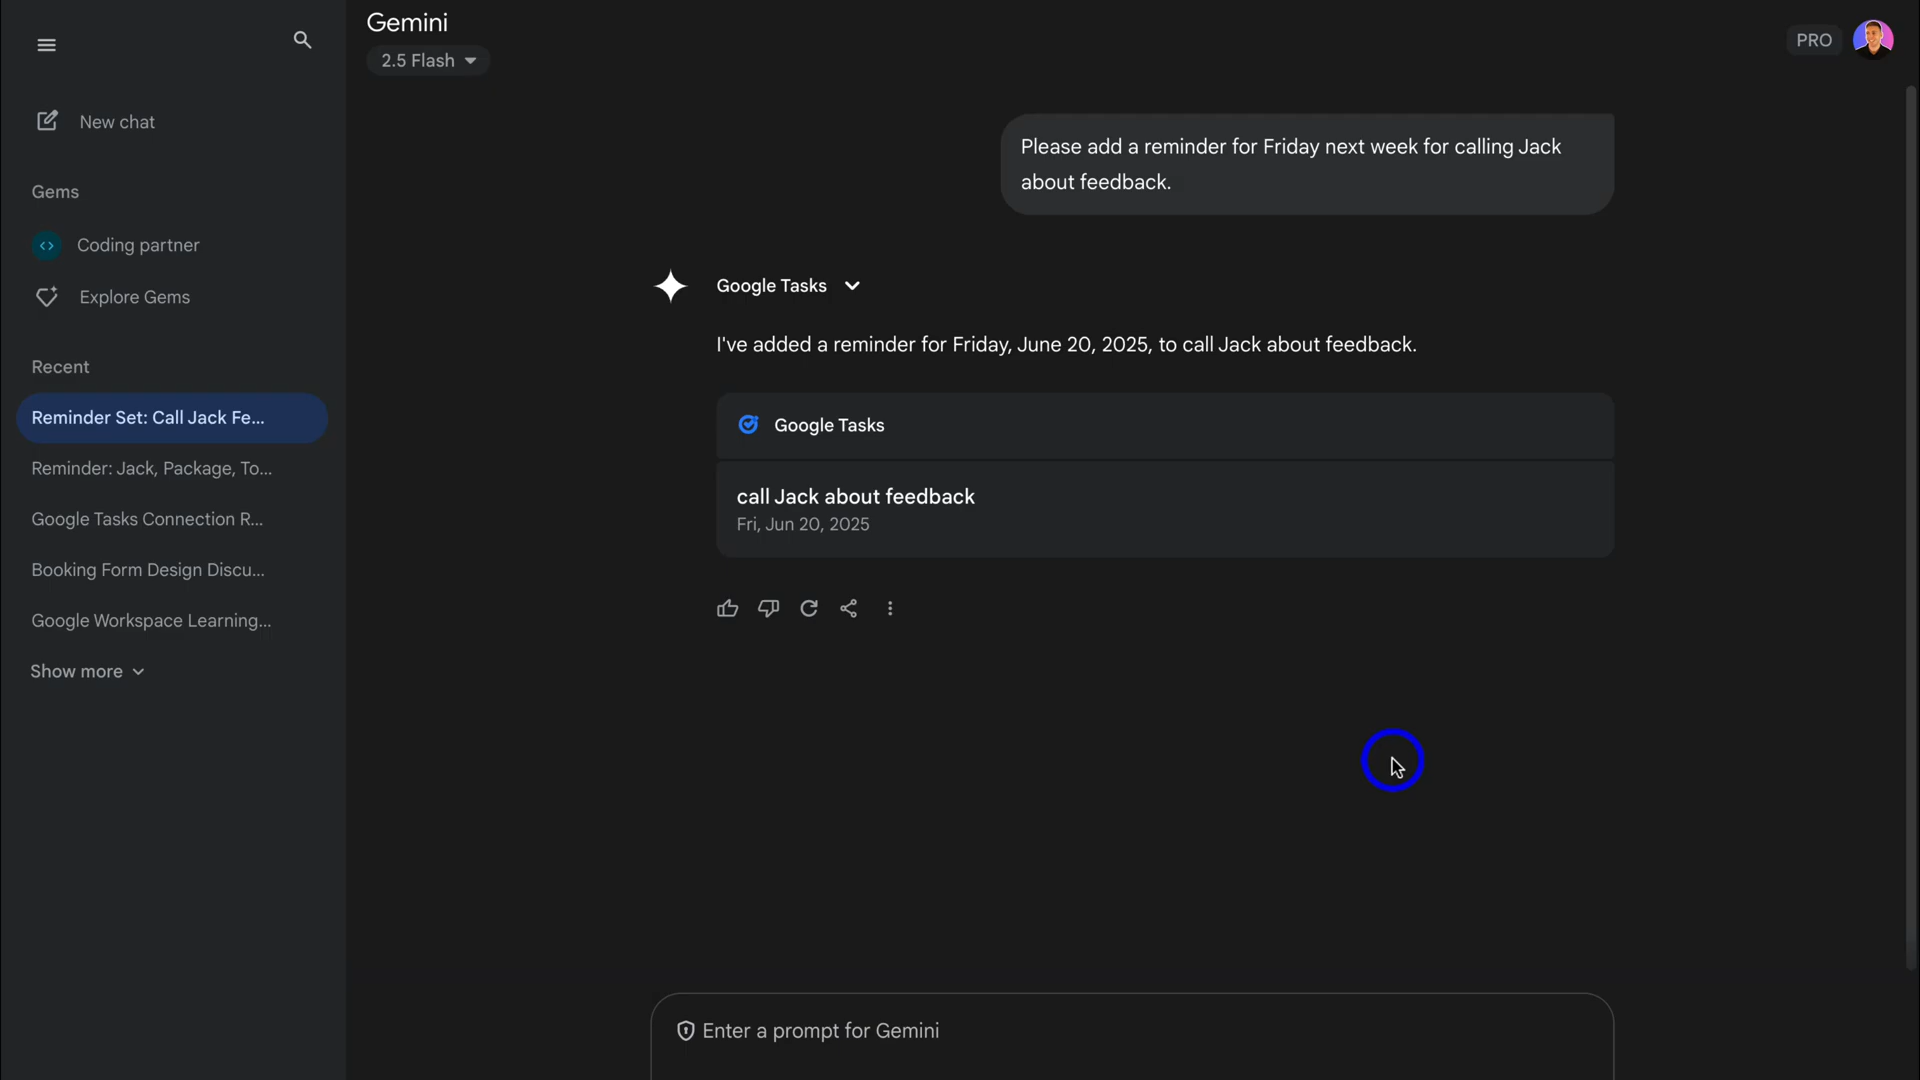 Gemini
2.5 Flash
PRO
New chat
Gems
Coding partner
Explore Gems
Recent
Reminder Set: Call Jack Fe...
Reminder: Jack, Package, To...
Google Tasks Connection R...
Booking Form Design Discu...
Google Workspace Learning...
Show more
Please add a reminder for Friday next week for calling Jack
about feedback.
Google Tasks
I've added a reminder for Friday, June 20, 2025, to call Jack about feedback.
Google Tasks
call Jack about feedback
Fri, Jun 20, 2025
Enter a prompt for Gemini